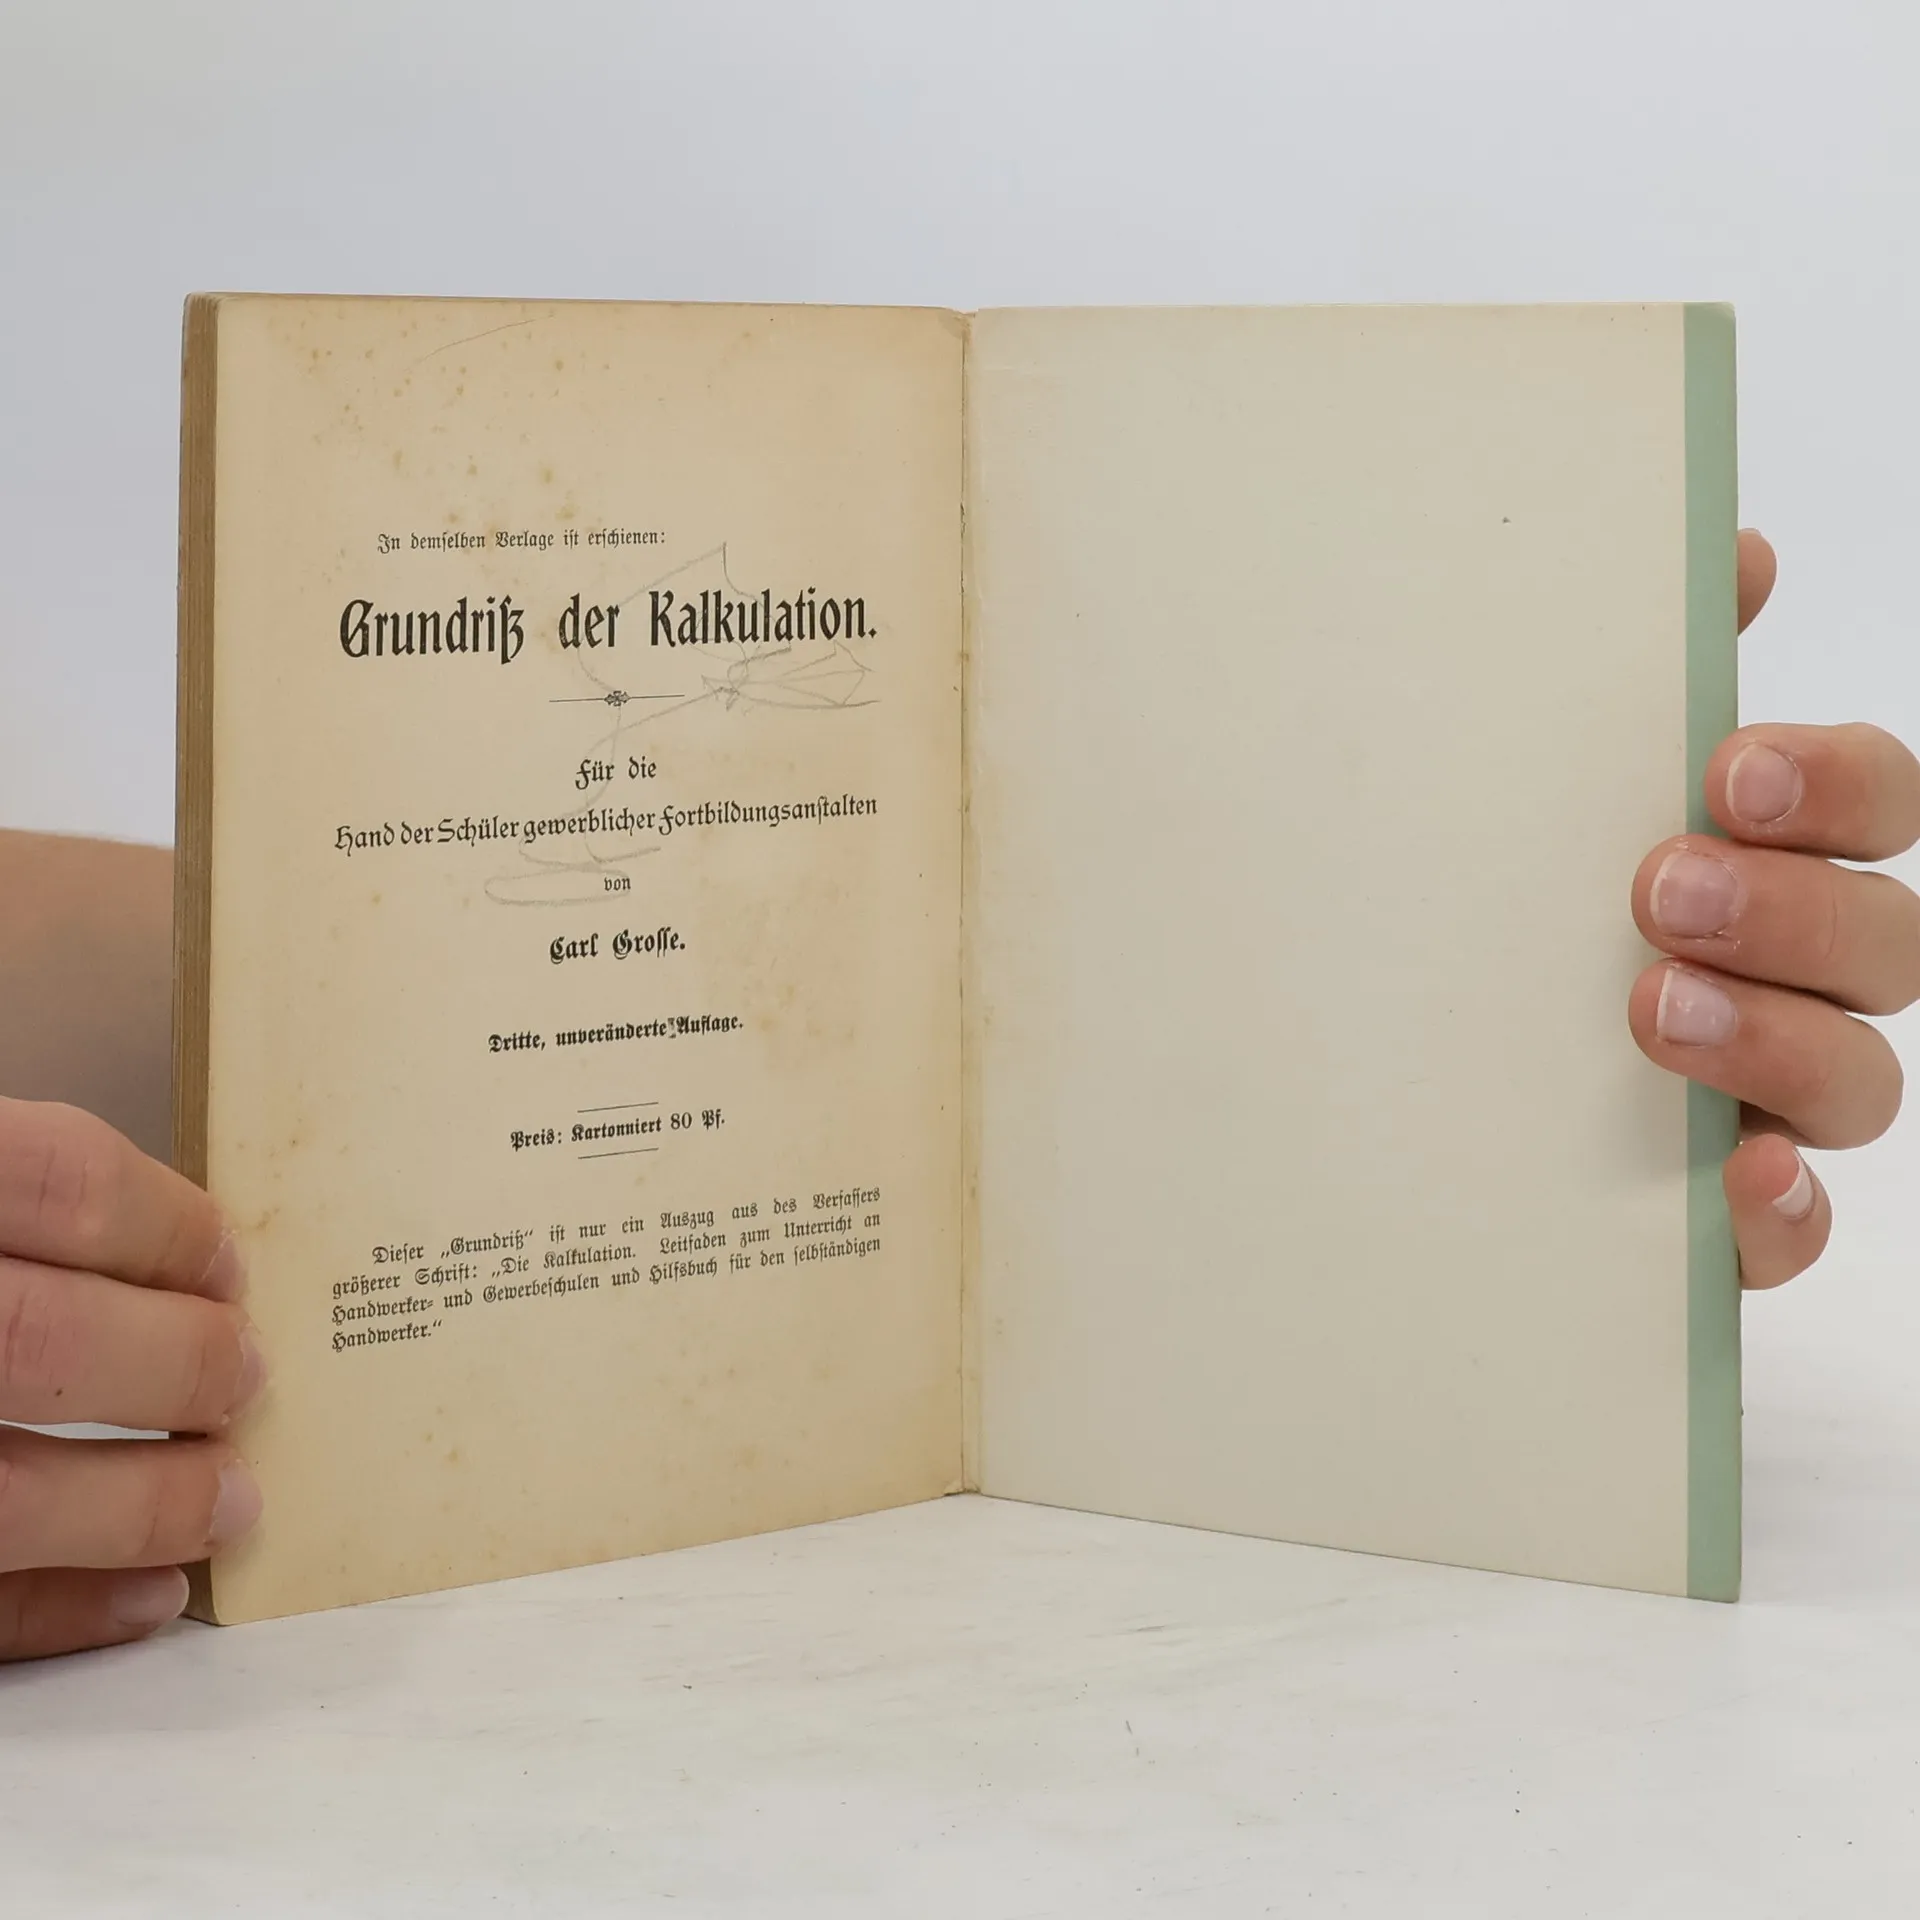 In demselben Verlage ist erschienen:
Grundriß der Kalkulation.
Für die
Hand der Schüler gewerblicher Fortbildungsanstalten
von
Carl Grosse.
Dritte, unveränderte Auflage.
Preis: Kartonniert 80 Pf.
Dieser „Grundriß“ ist nur ein Auszug aus des Verfassers
größerer Schrift: „Die Kalkulation. Leitfaden zum Unterricht an
Handwerker- und Gewerbeschulen und Hilfsbuch für den selbständigen
Handwerker.“